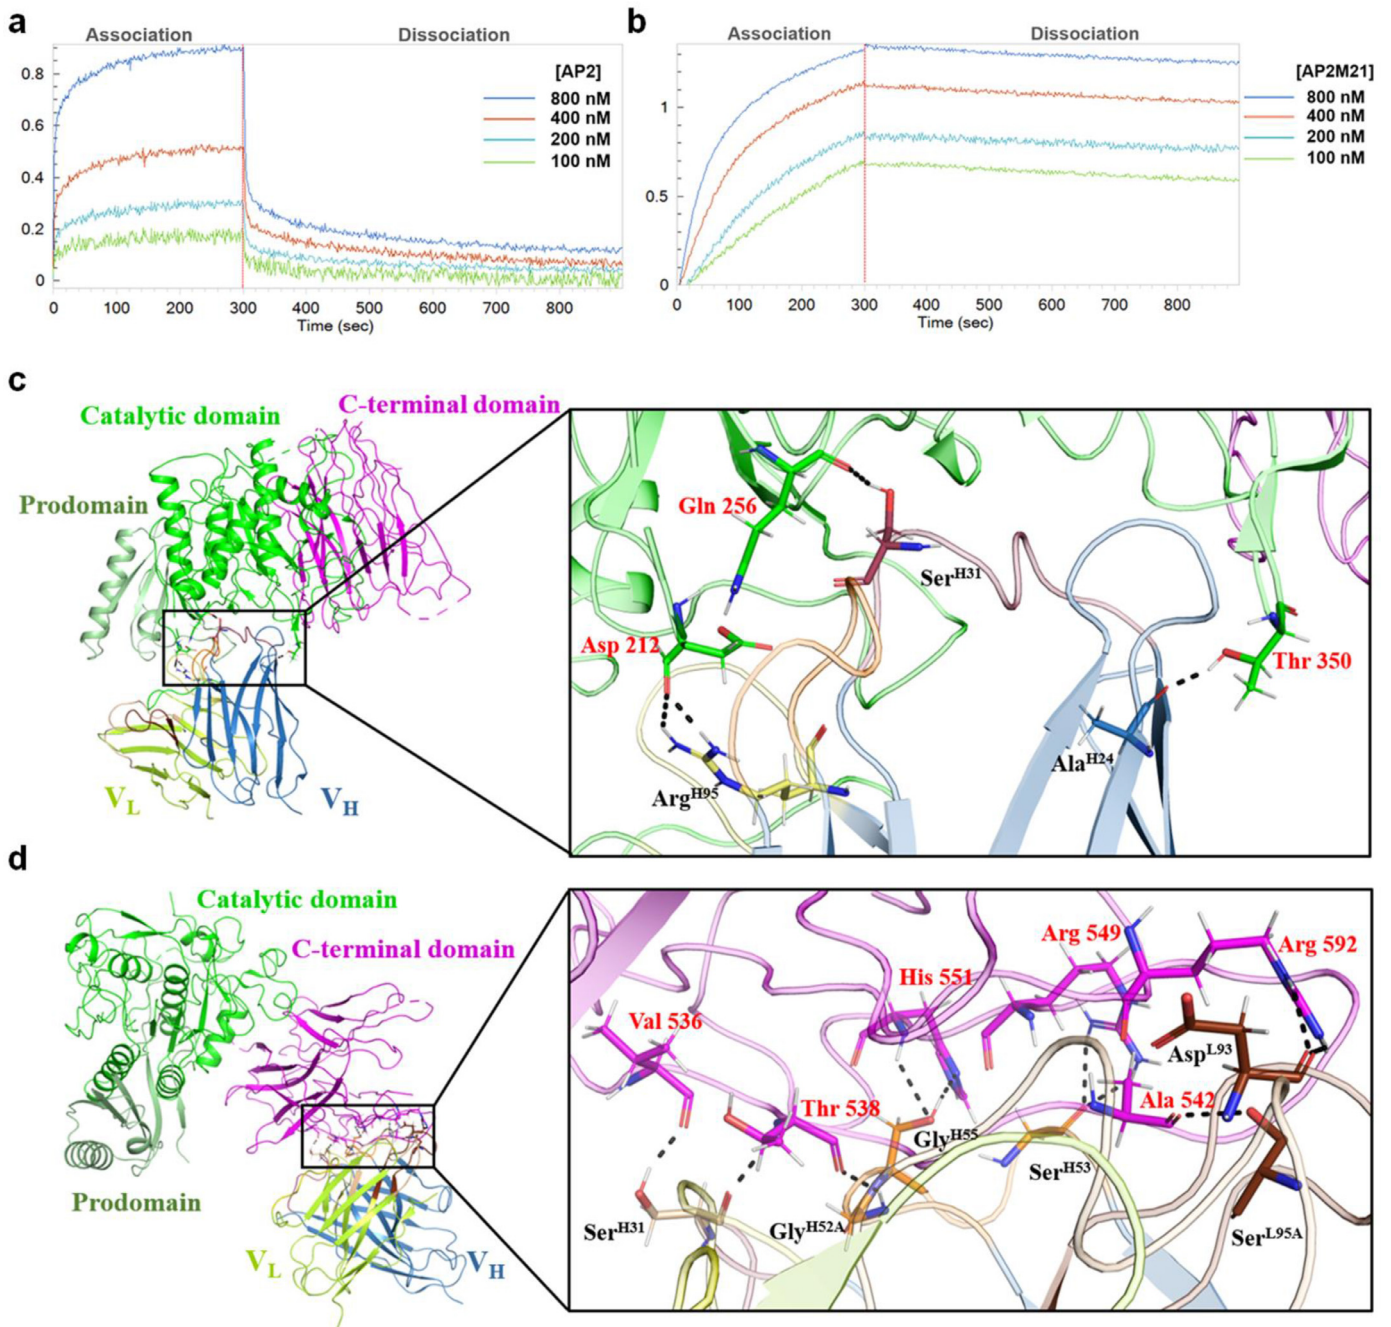 a
Association
Dissociation
[AP2]
800 nM
400 nM
200 nM
100 nM
0.8
0.6
0.4
0.2
0
0 100 200 300 400 500 600 700 800
Time (sec)
b
Association
Dissociation
[AP2M21]
800 nM
400 nM
200 nM
100 nM
1
0.5
0
0 100 200 300 400 500 600 700 800
Time (sec)
c
Catalytic domain
C-terminal domain
Prodomain
VL
VH
Gln 256
SerH31
Asp 212
Thr 350
AlaH24
ArgH95
d
Catalytic domain
C-terminal domain
Prodomain
VL
VH
Arg 549
Arg 592
His 551
Val 536
AspL93
Thr 538
Ala 542
GlyH55
SerH53
SerH31
GlyH52A
SerL95A